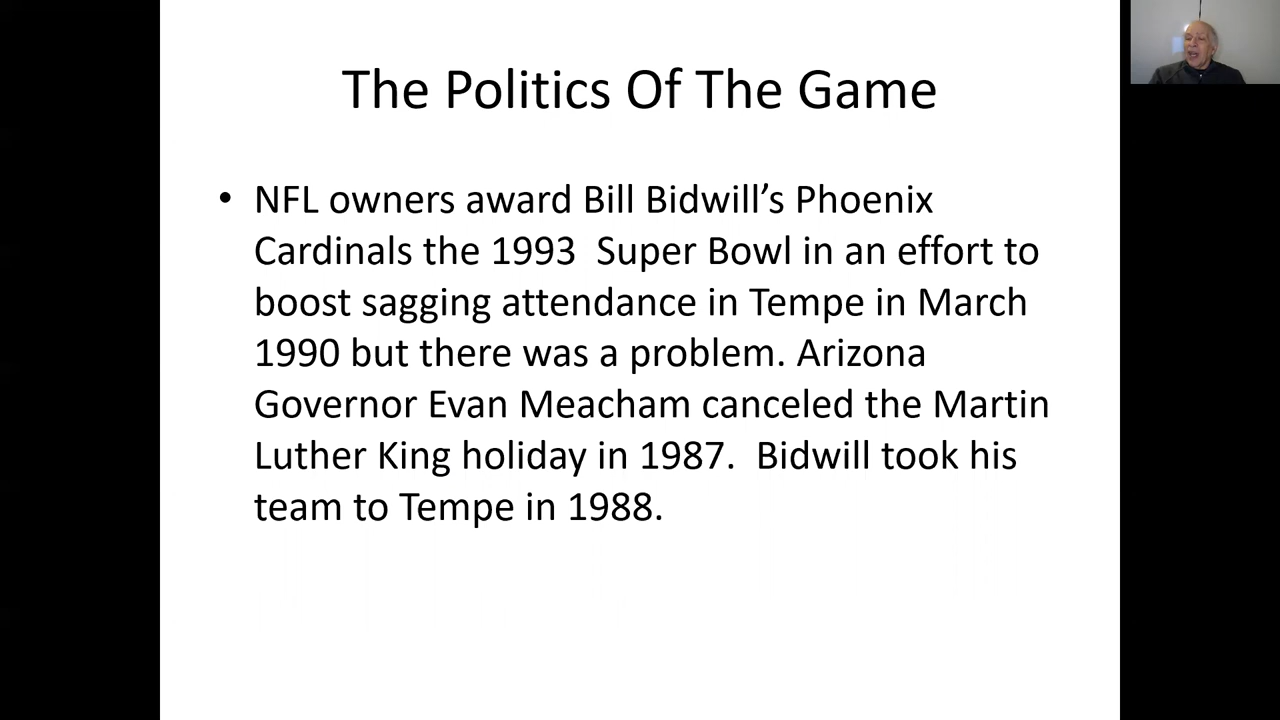 The Politics Of The Game
• NFL owners award Bill Bidwill’s Phoenix
Cardinals the 1993  Super Bowl in an effort to
boost sagging attendance in Tempe in March
1990 but there was a problem. Arizona
Governor Evan Meacham canceled the Martin
Luther King holiday in 1987.  Bidwill took his
team to Tempe in 1988.